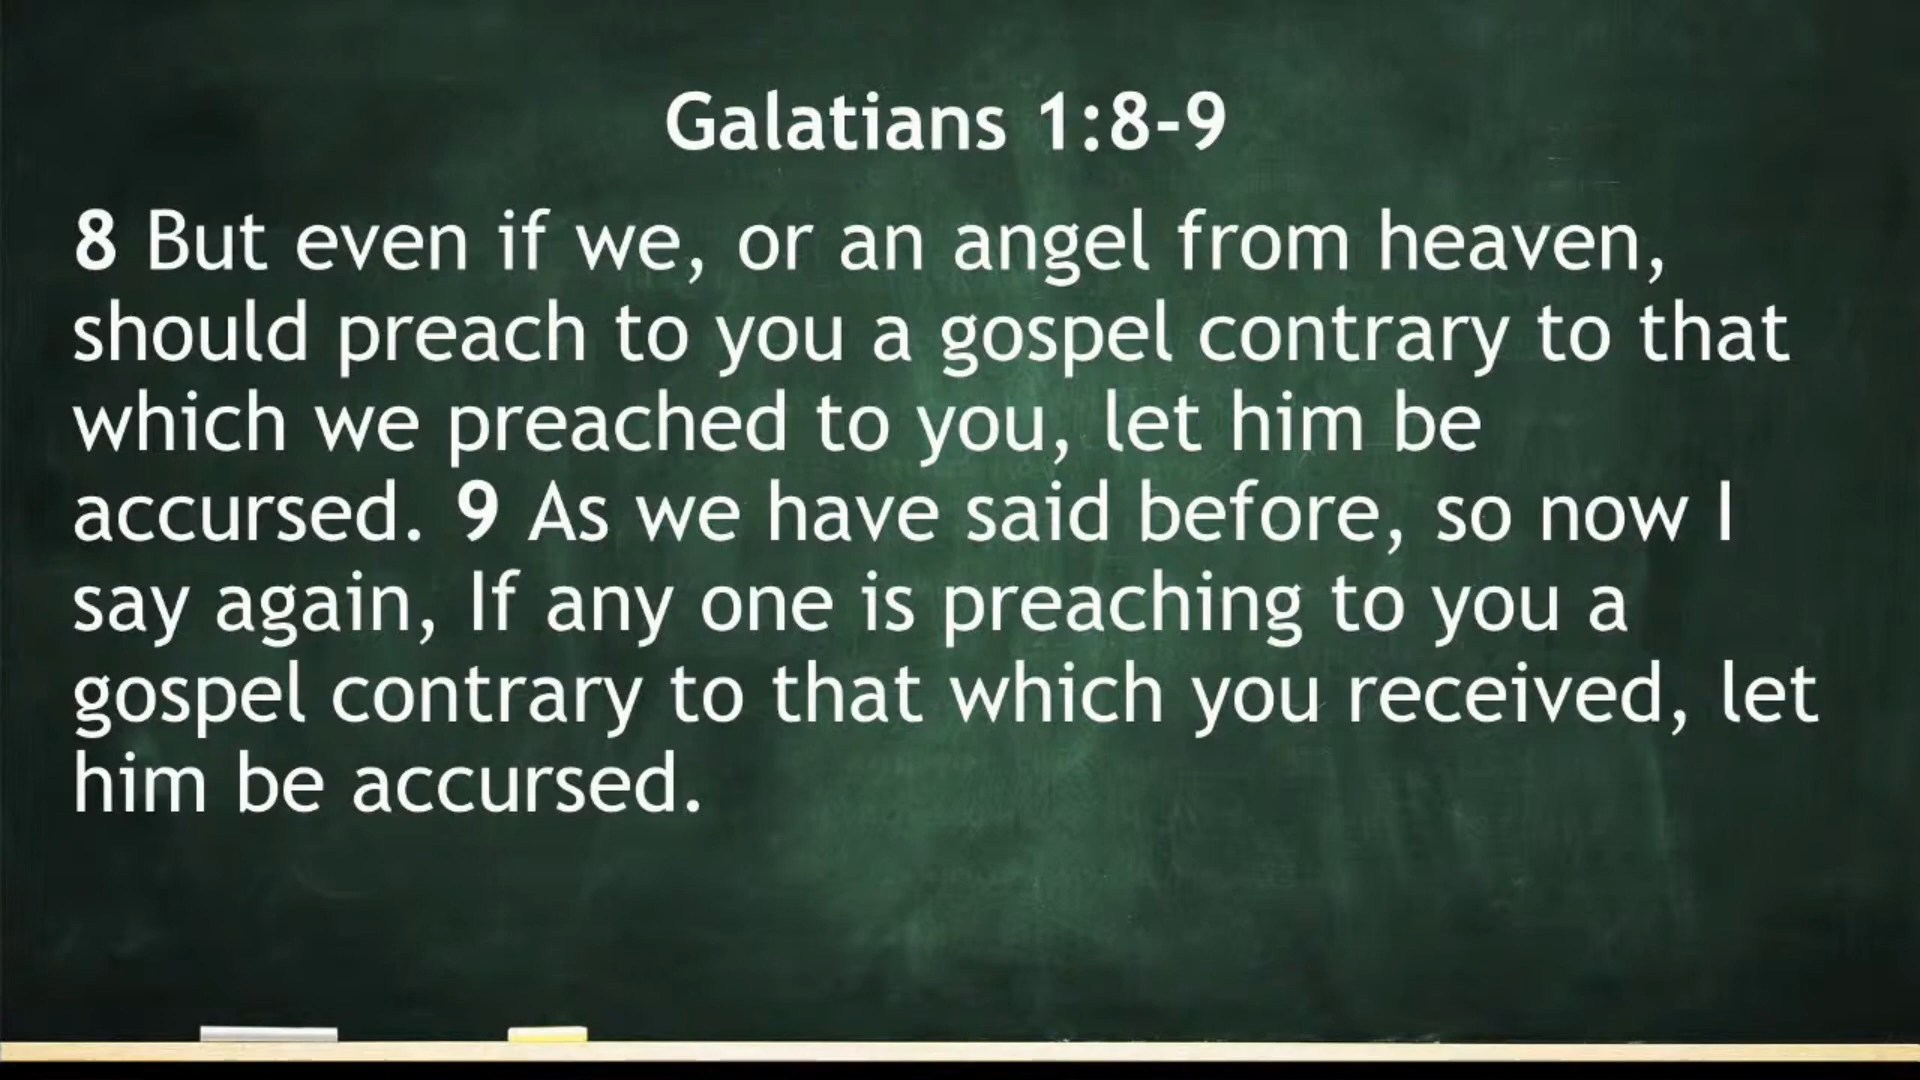 Galatians 1:8-9
8 But even if we, or an angel from heaven,
should preach to you a gospel contrary to that
which we preached to you, let him be
accursed. 9 As we have said before, so now I
say again, If any one is preaching to you a
gospel contrary to that which you received, let
him be accursed.